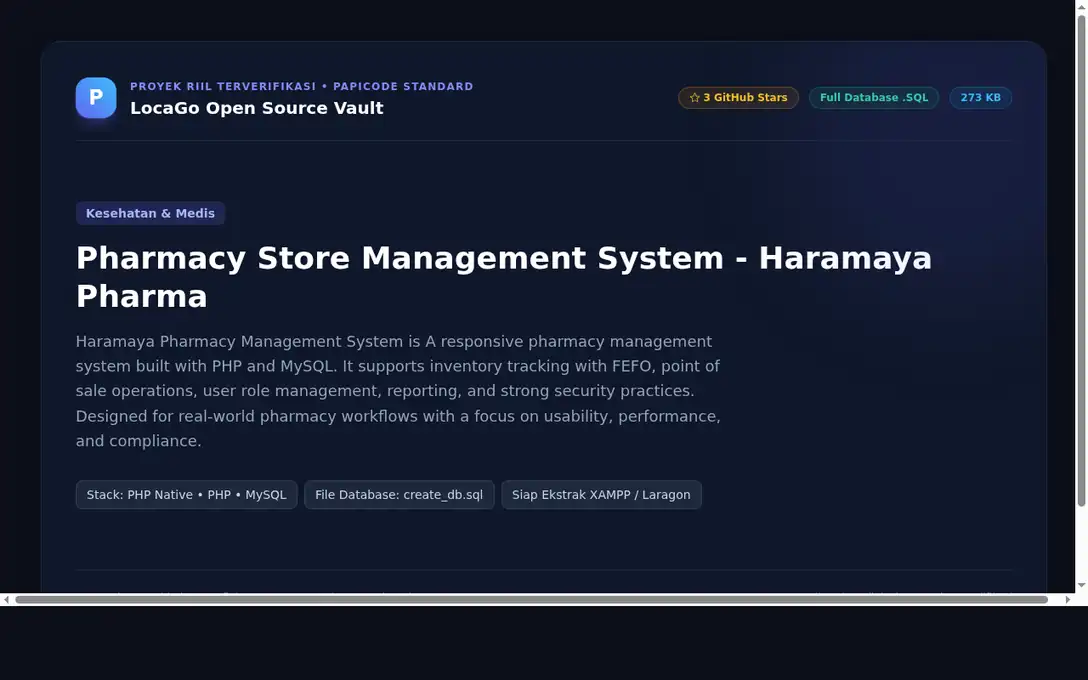 P
PROYEK RIIL TERVERIFIKASI • PAPICODE STANDARD
LocaGo Open Source Vault
☆ 3 GitHub Stars
Full Database .SQL
273 KB
Kesehatan & Medis
Pharmacy Store Management System - Haramaya
Pharma
Haramaya Pharmacy Management System is A responsive pharmacy management
system built with PHP and MySQL. It supports inventory tracking with FEFO, point of
sale operations, user role management, reporting, and strong security practices.
Designed for real-world pharmacy workflows with a focus on usability, performance,
and compliance.
Stack: PHP Native • PHP • MySQL
File Database: create_db.sql
Siap Ekstrak XAMPP / Laragon